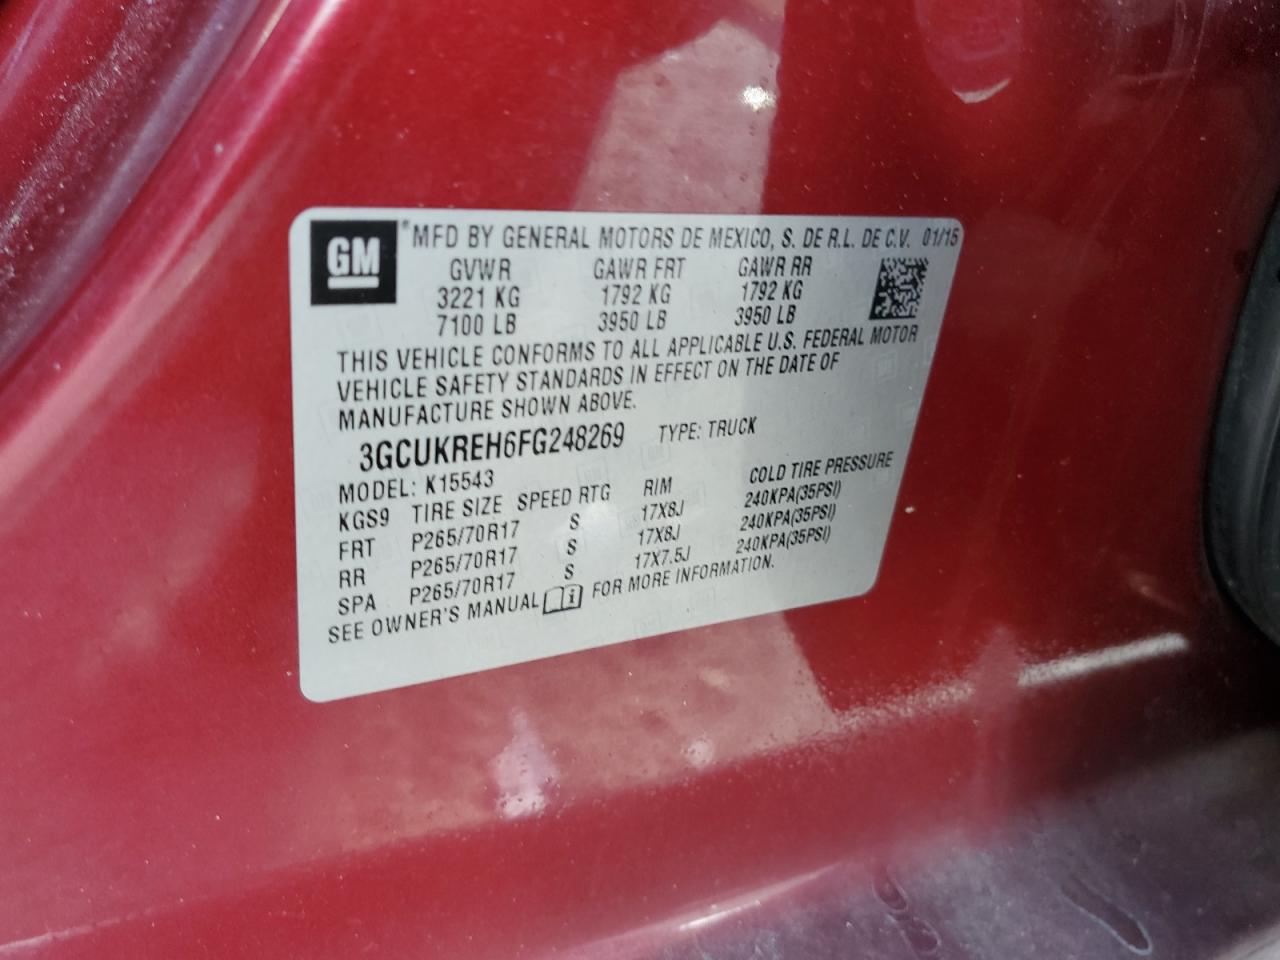 GM ® MFD BY GENERAL MOTORS DE MEXICO, S. DE R.L. DE C.V. 01/15
GVWR GAWR FRT GAWR RR
3221 KG 1792 KG 1792 KG
7100 LB 3950 LB 3950 LB
THIS VEHICLE CONFORMS TO ALL APPLICABLE U.S. FEDERAL MOTOR
VEHICLE SAFETY STANDARDS IN EFFECT ON THE DATE OF
MANUFACTURE SHOWN ABOVE.
3GCUKREH6FG248269 TYPE: TRUCK
MODEL: K15543
KGS9 TIRE SIZE SPEED RTG RIM COLD TIRE PRESSURE
FRT P265/70R17 S 17X8J 240KPA(35PSI)
RR P265/70R17 S 17X8J 240KPA(35PSI)
SPA P265/70R17 S 17X7.5J 240KPA(35PSI)
SEE OWNER'S MANUAL i FOR MORE INFORMATION.